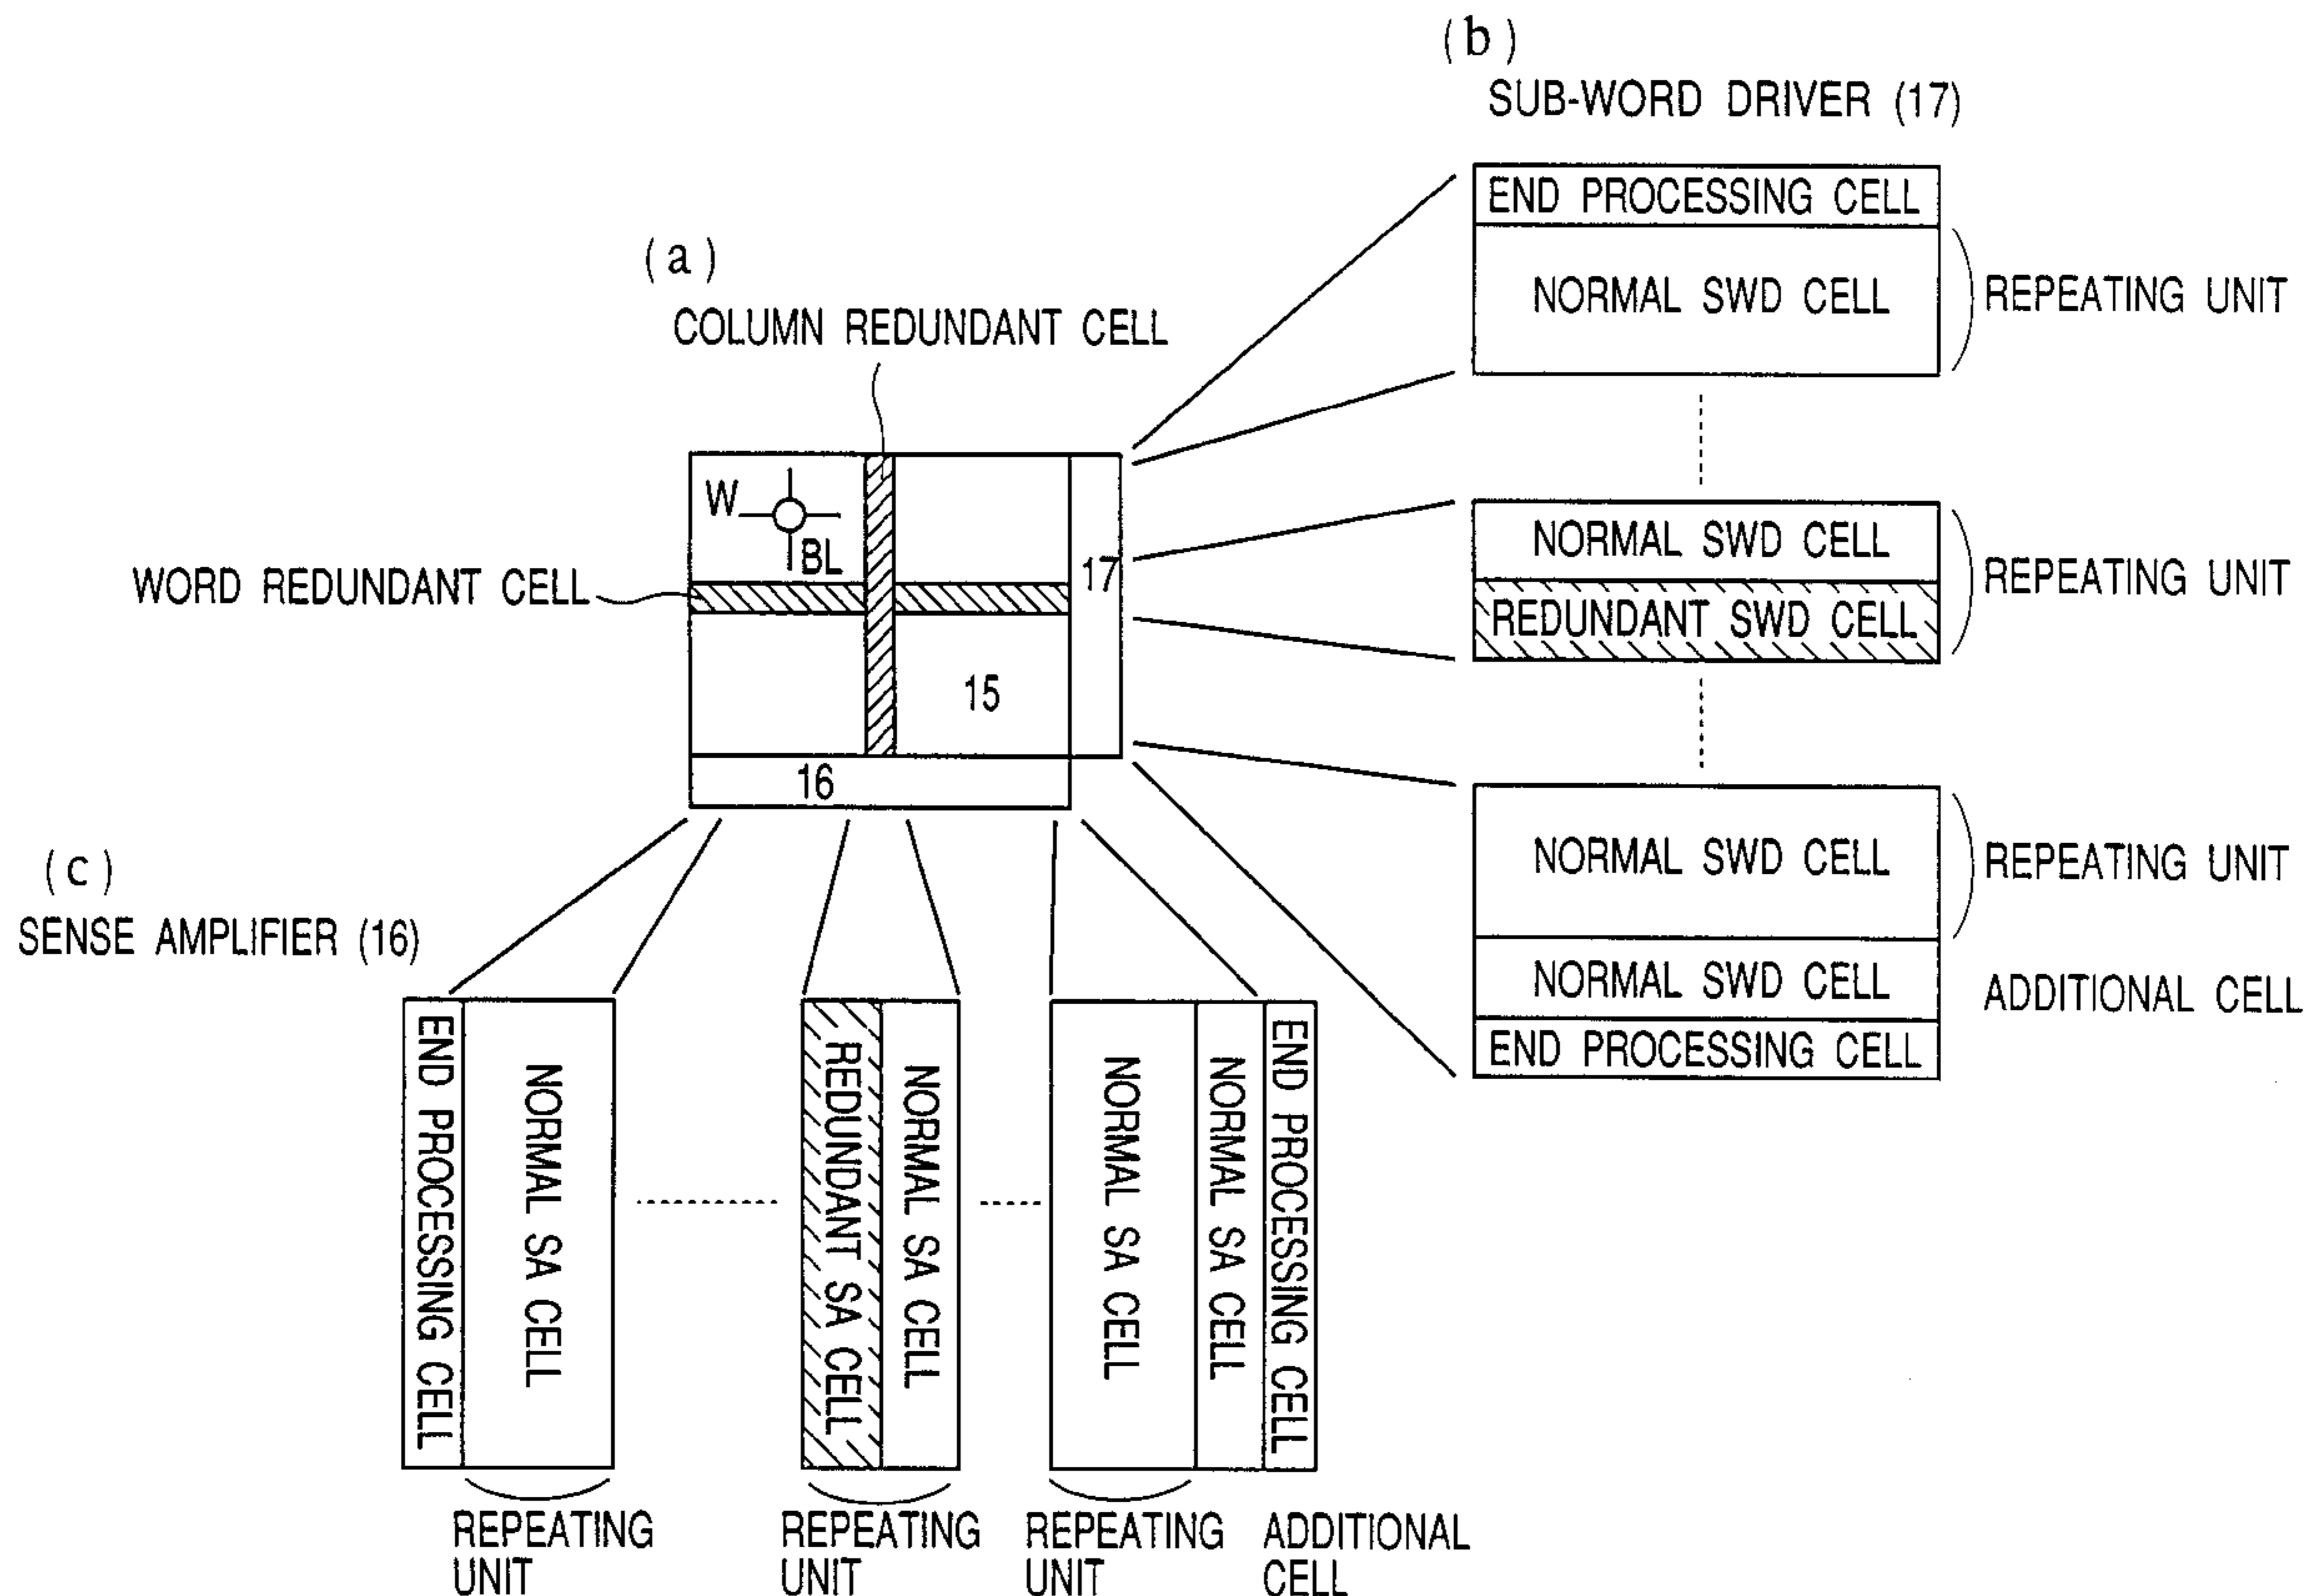 (b)
SUB-WORD DRIVER (17)
END PROCESSING CELL
NORMAL SWD CELL
REPEATING UNIT
NORMAL SWD CELL
REDUNDANT SWD CELL
REPEATING UNIT
NORMAL SWD CELL
REPEATING UNIT
NORMAL SWD CELL
ADDITIONAL CELL
END PROCESSING CELL
(a)
COLUMN REDUNDANT CELL
W
BL
WORD REDUNDANT CELL
17
15
16
(c)
SENSE AMPLIFIER (16)
END PROCESSING CELL
NORMAL SA CELL
REDUNDANT SA CELL
NORMAL SA CELL
NORMAL SA CELL
NORMAL SA CELL
END PROCESSING CELL
REPEATING
UNIT
REPEATING
UNIT
REPEATING
UNIT
ADDITIONAL
CELL